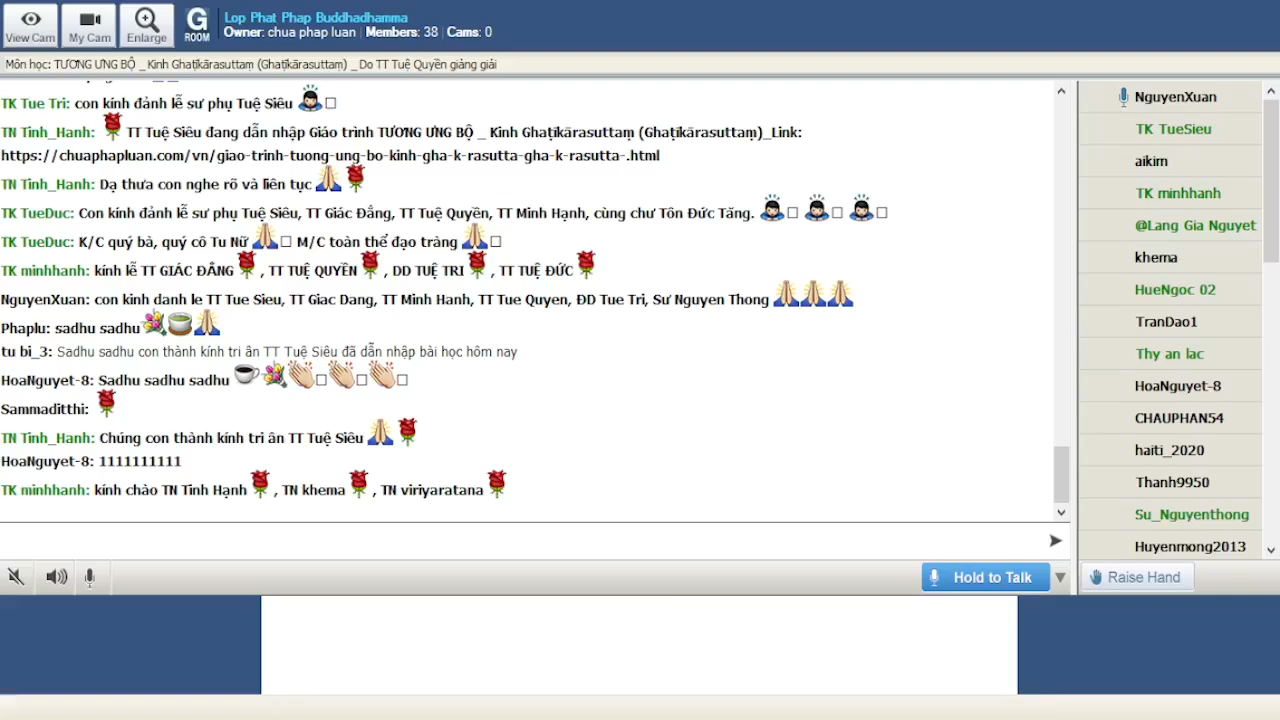 View Cam
My Cam
Enlarge
G
ROOM
Lop Phat Phap Buddhadhamma
Owner: chua phap luan | Members: 38 | Cams: 0
Môn học: TƯƠNG ƯNG BỘ _ Kinh Ghaṭikārasuttaṃ (Ghaṭikārasuttaṃ) _ Do TT Tuệ Quyền giảng giải
TK Tue Tri: con kính đảnh lễ sư phụ Tuệ Siêu
TN Tinh_Hanh: TT Tuệ Siêu đang dẫn nhập Giáo trình TƯƠNG ƯNG BỘ _ Kinh Ghaṭikārasuttaṃ (Ghaṭikārasuttaṃ)_Link:
https://chuaphapluan.com/vn/giao-trinh-tuong-ung-bo-kinh-gha-k-rasutta-gha-k-rasutta-.html
TN Tinh_Hanh: Dạ thưa con nghe rõ và liên tục
TK TueDuc: Con kính đảnh lễ sư phụ Tuệ Siêu, TT Giác Đẳng, TT Tuệ Quyền, TT Minh Hạnh, cùng chư Tôn Đức Tăng.
TK TueDuc: K/C quý bà, quý cô Tu Nữ M/C toàn thể đạo tràng
TK minhhanh: kính lễ TT GIÁC ĐẲNG , TT TUỆ QUYỀN , DD TUỆ TRI , TT TUỆ ĐỨC
NguyenXuan: con kinh danh le TT Tue Sieu, TT Giac Dang, TT Minh Hanh, TT Tue Quyen, ĐD Tue Tri, Sư Nguyen Thong
Phaplu: sadhu sadhu
tu bi_3: Sadhu sadhu con thành kính tri ân TT Tuệ Siêu đã dẫn nhập bài học hôm nay
HoaNguyet-8: Sadhu sadhu sadhu
Sammaditthi:
TN Tinh_Hanh: Chúng con thành kính tri ân TT Tuệ Siêu
HoaNguyet-8: 1111111111
TK minhhanh: kính chào TN Tinh Hạnh , TN khema , TN viriyaratana
Hold to Talk
NguyenXuan
TK TueSieu
aikim
TK minhhanh
@Lang Gia Nguyet
khema
HueNgoc 02
TranDao1
Thy an lac
HoaNguyet-8
CHAUPHAN54
haiti_2020
Thanh9950
Su_Nguyenthong
Huyenmong2013
Raise Hand